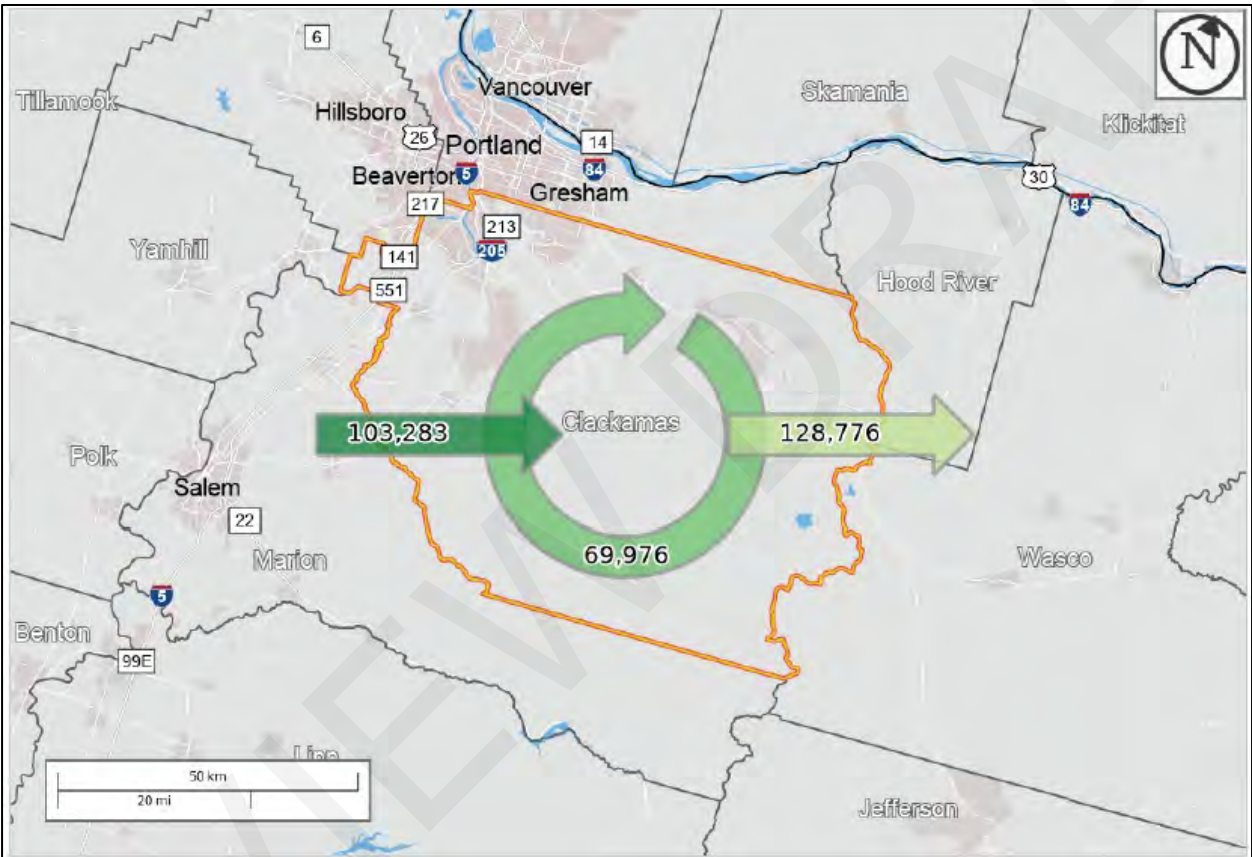 6
N
Vancouver
Skamania
Tillamook
Hillsboro
Klickitat
26
14
Portland
5
84
30
Beaverton
Gresham
217
84
213
Yamhill
141
205
Hood River
551
Clackamas
103,283
128,776
Polk
Salem
22
69,976
Wasco
Marion
5
Benton
99E
Linn
50 km
20 mi
Jefferson